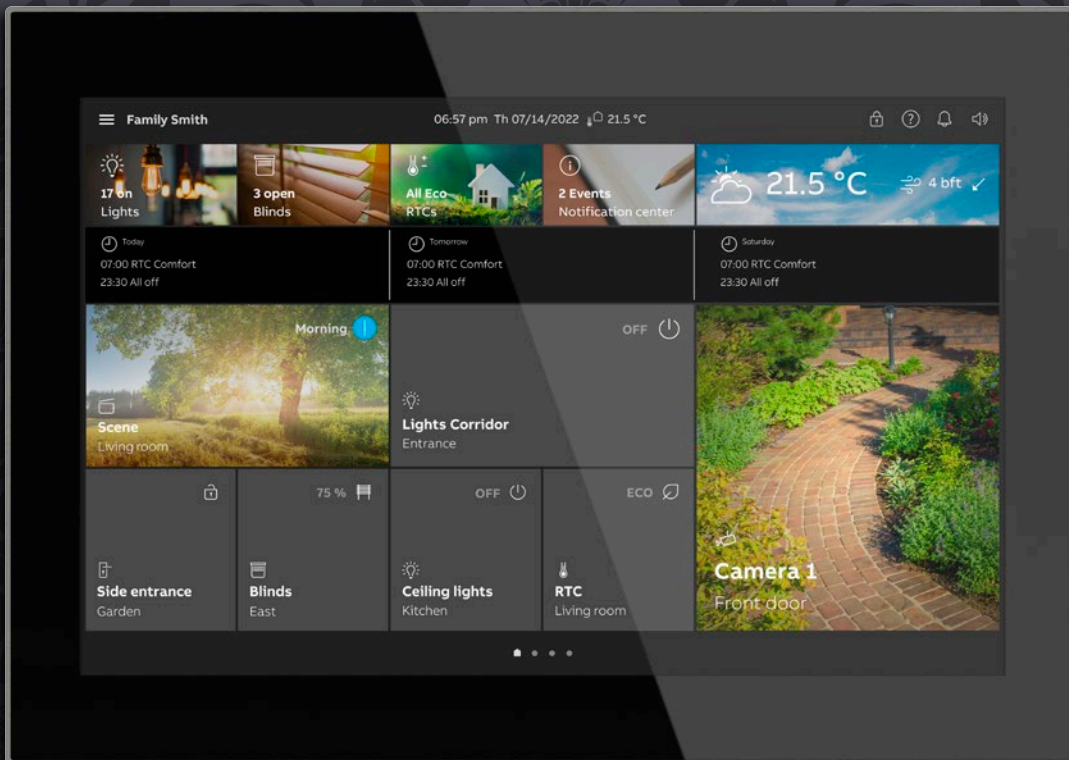 Family Smith
06:57 pm Th 07/14/2022 21.5 °C
17 on
Lights
3 open
Blinds
All Eco
RTCs
2 Events
Notification center
21.5 °C
4 bft
Today
07:00 RTC Comfort
23:30 All off
Tomorrow
07:00 RTC Comfort
23:30 All off
Saturday
07:00 RTC Comfort
23:30 All off
Morning
Scene
Living room
OFF
Lights Corridor
Entrance
Camera 1
Front door
Side entrance
Garden
75 %
Blinds
East
OFF
Ceiling lights
Kitchen
ECO
RTC
Living room